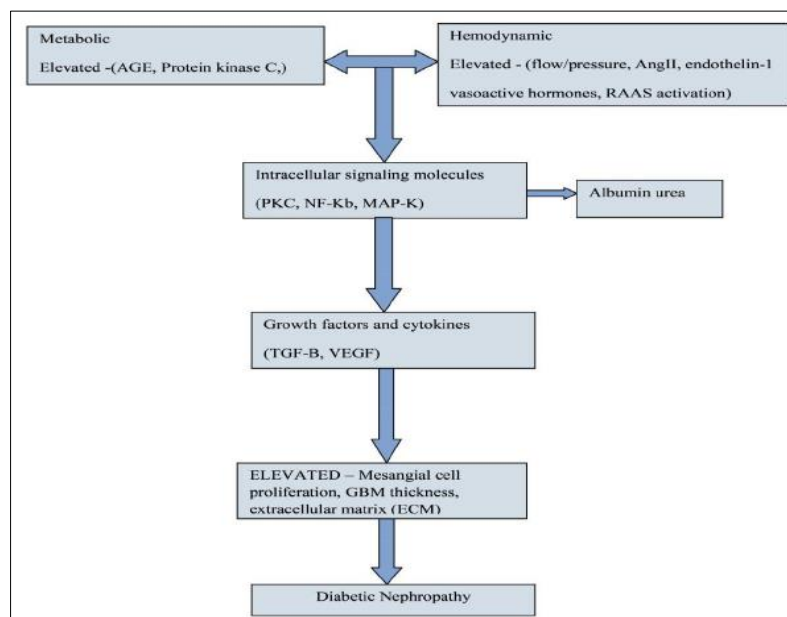 Metabolic
Elevated -(AGE, Protein kinase C,)
Hemodynamic
Elevated - (flow/pressure, AngII, endothelin-1
vasoactive hormones, RAAS activation)
Intracellular signaling molecules
(PKC, NF-Kb, MAP-K)
Albumin urea
Growth factors and cytokines
(TGF-B, VEGF)
ELEVATED – Mesangial cell
proliferation, GBM thickness,
extracellular matrix (ECM)
Diabetic Nephropathy